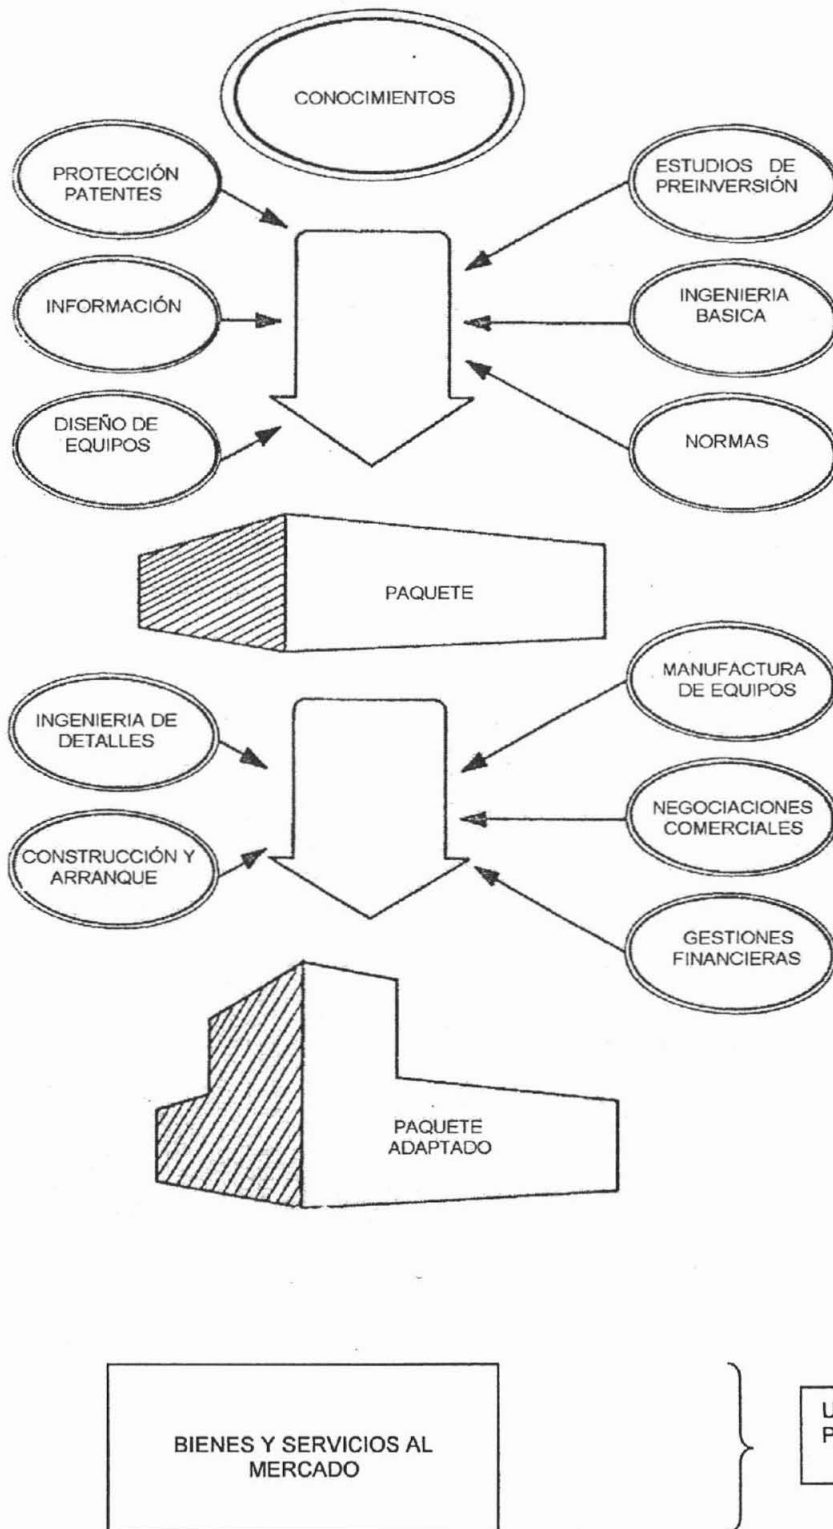 CONOCIMIENTOS
PROTECCIÓN
PATENTES
ESTUDIOS DE
PREINVERSIÓN
INFORMACIÓN
INGENIERIA
BASICA
DISEÑO DE
EQUIPOS
NORMAS
PAQUETE
MANUFACTURA
DE EQUIPOS
INGENIERIA DE
DETALLES
NEGOCIACIONES
COMERCIALES
CONSTRUCCIÓN Y
ARRANQUE
GESTIONES
FINANCIERAS
PAQUETE
ADAPTADO
BIENES Y SERVICIOS AL
MERCADO